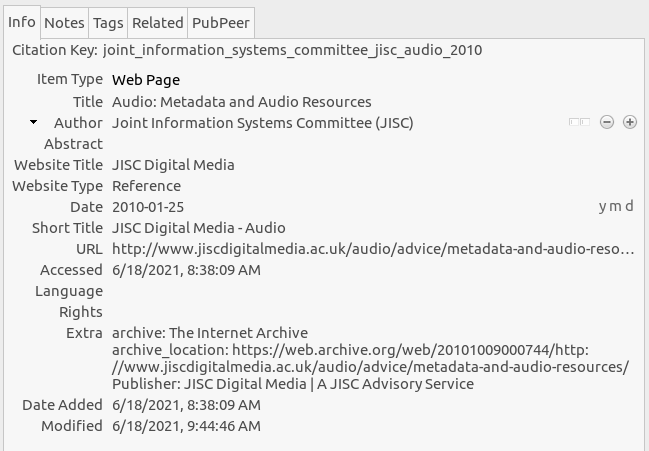 Info Notes Tags Related PubPeer
Citation Key: joint_information_systems_committee_jisc_audio_2010
Item Type Web Page
Title Audio: Metadata and Audio Resources
Author Joint Information Systems Committee (JISC)
Abstract
Website Title JISC Digital Media
Website Type Reference
Date 2010-01-25 y m d
Short Title JISC Digital Media - Audio
URL http://www.jiscdigitalmedia.ac.uk/audio/advice/metadata-and-audio-reso…
Accessed 6/18/2021, 8:38:09 AM
Language
Rights
Extra archive: The Internet Archive
archive_location: https://web.archive.org/web/20101009000744/http:
//www.jiscdigitalmedia.ac.uk/audio/advice/metadata-and-audio-resources/
Publisher: JISC Digital Media | A JISC Advisory Service
Date Added 6/18/2021, 8:38:09 AM
Modified 6/18/2021, 9:44:46 AM